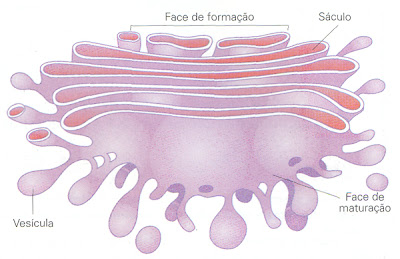 Face de formação
Sáculo
Face de
maturação
Vesícula